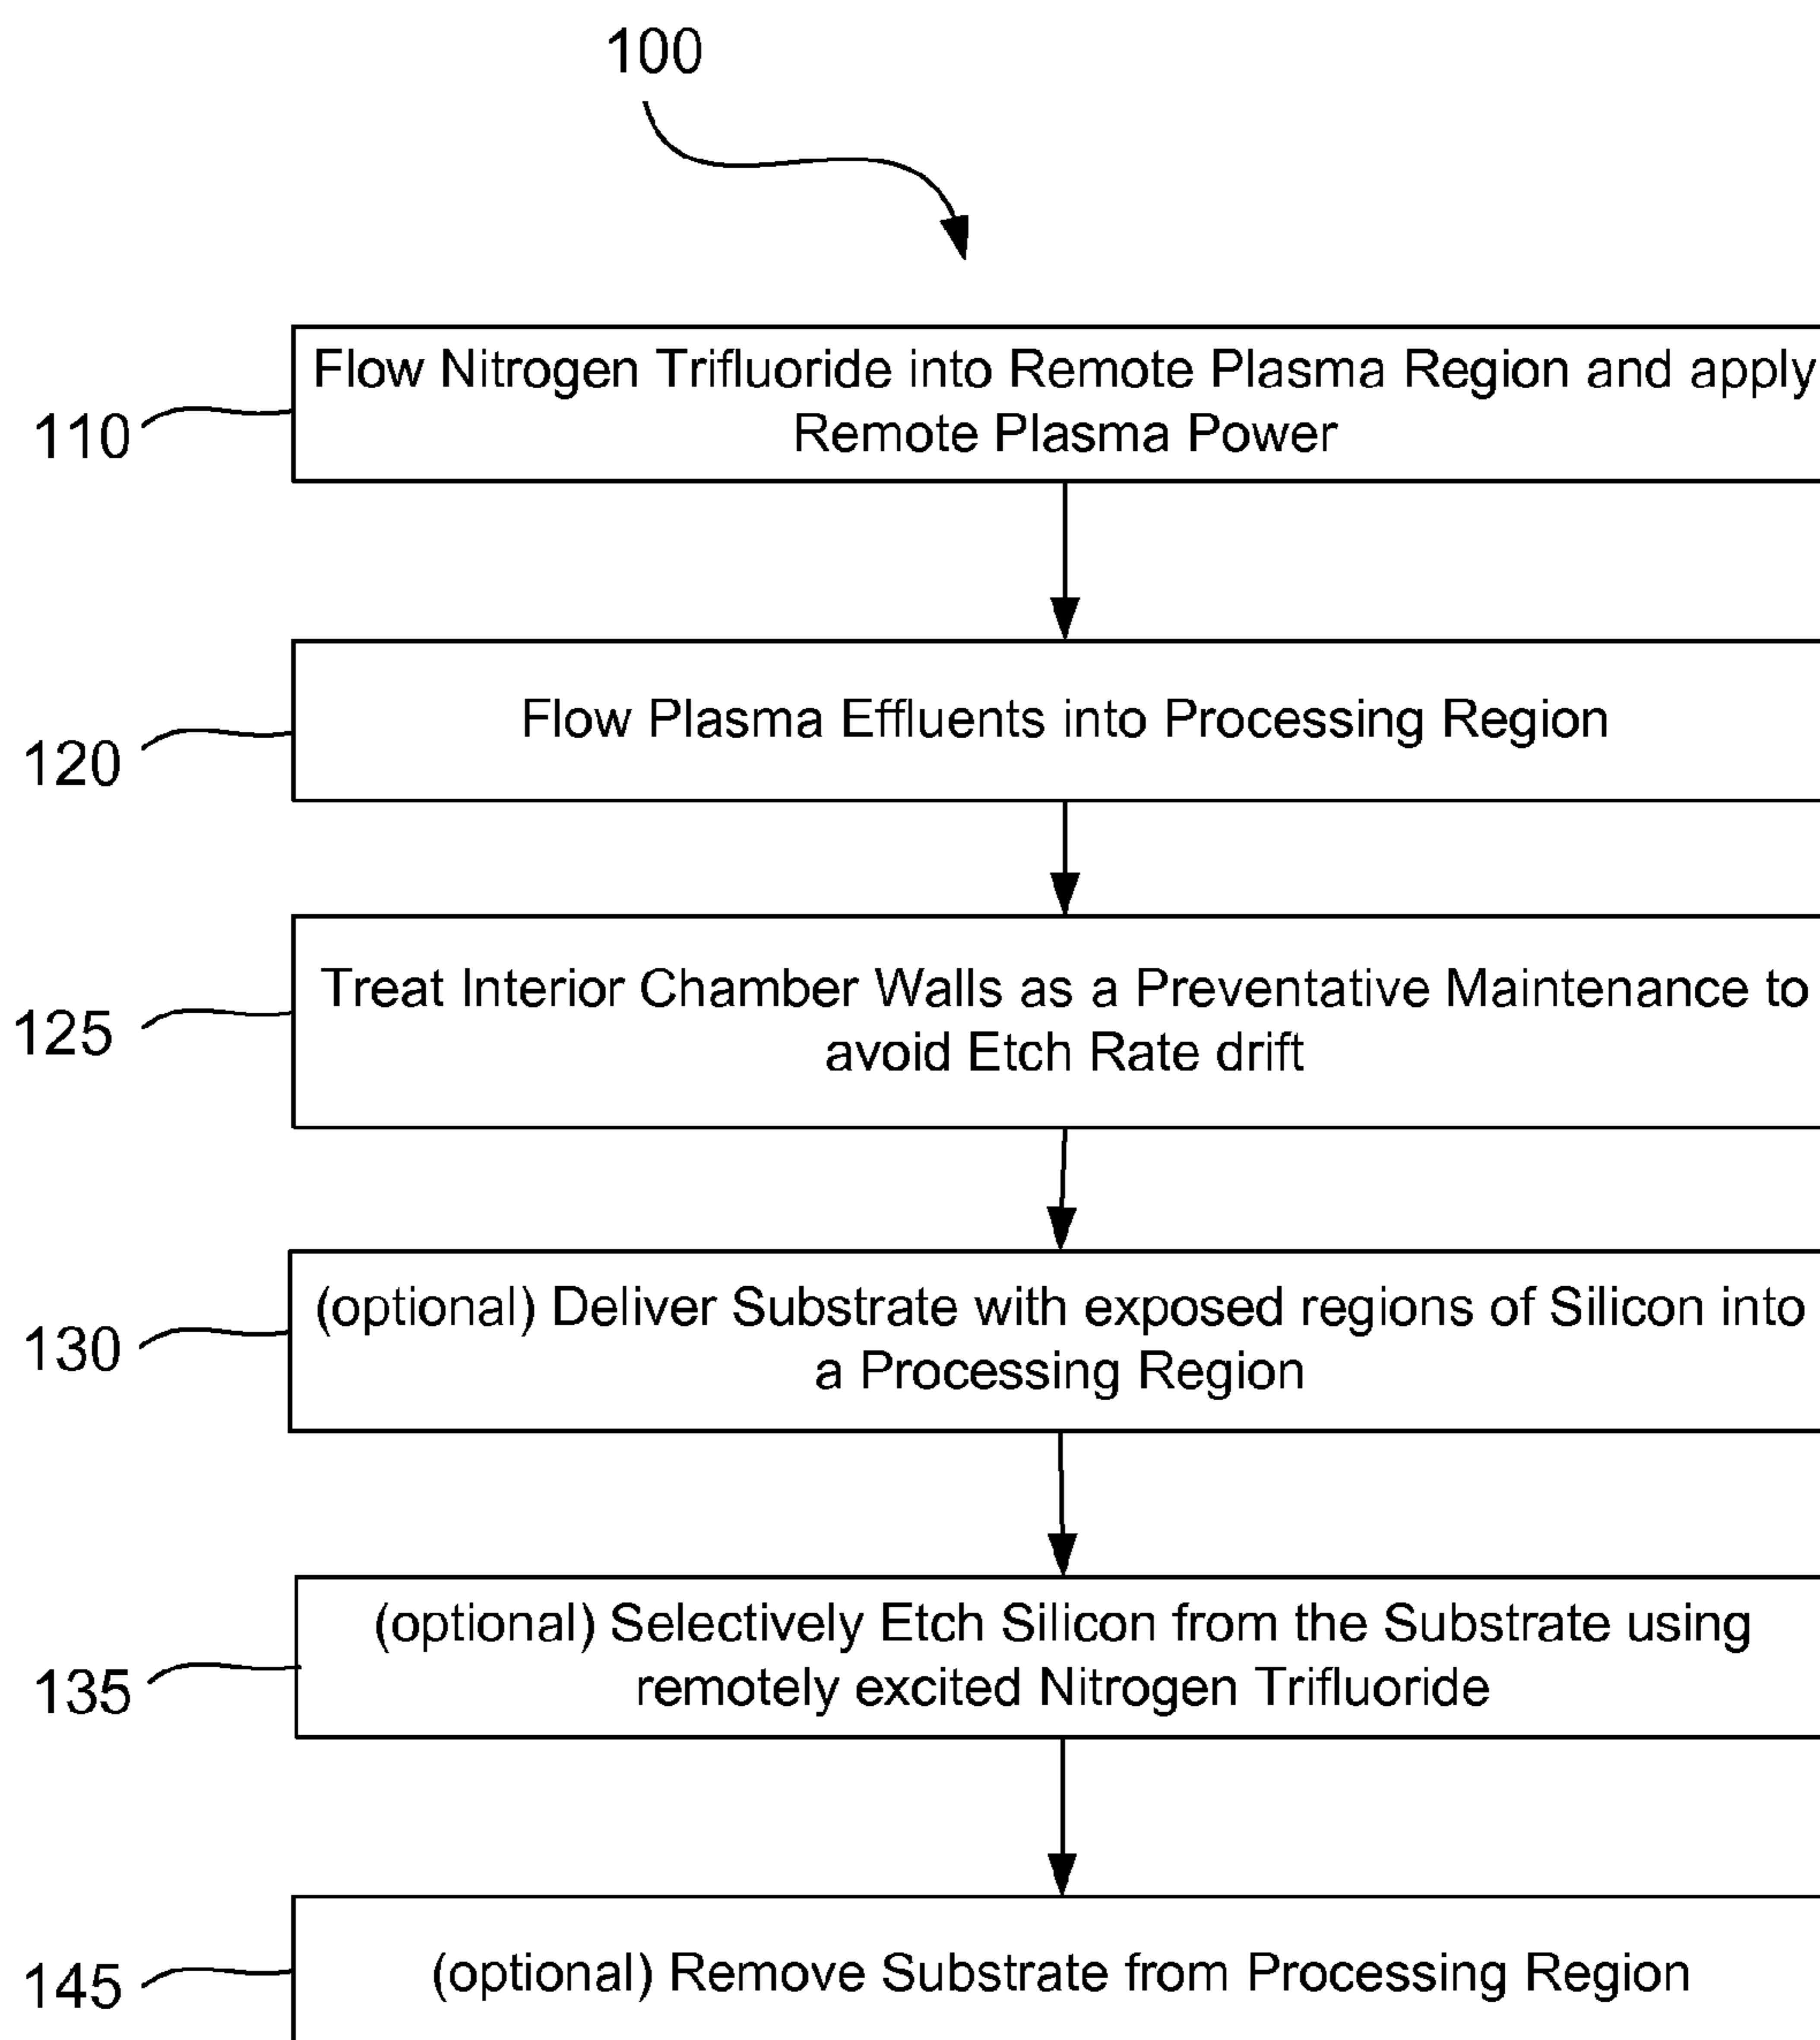 100
Flow Nitrogen Trifluoride into Remote Plasma Region and apply
Remote Plasma Power
110
Flow Plasma Effluents into Processing Region
120
Treat Interior Chamber Walls as a Preventative Maintenance to
avoid Etch Rate drift
125
(optional) Deliver Substrate with exposed regions of Silicon into
a Processing Region
130
(optional) Selectively Etch Silicon from the Substrate using
remotely excited Nitrogen Trifluoride
135
(optional) Remove Substrate from Processing Region
145